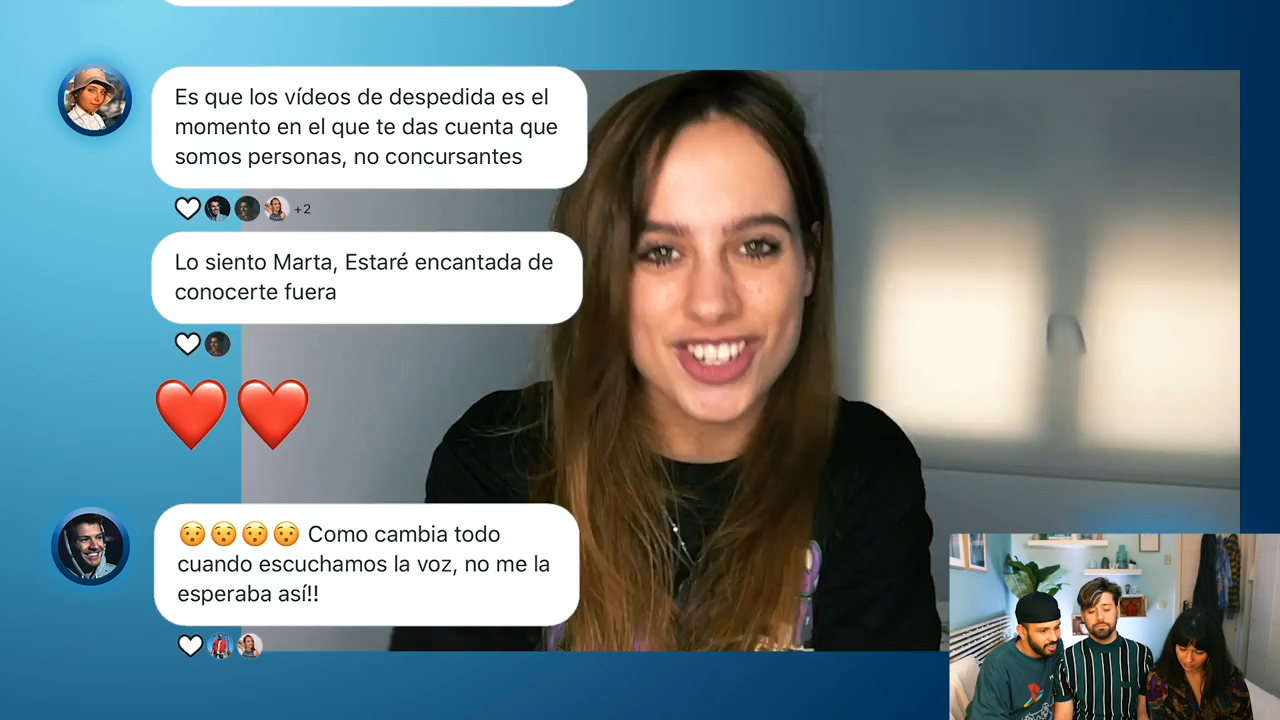 Es que los vídeos de despedida es el
momento en el que te das cuenta que
somos personas, no concursantes
+2
Lo siento Marta, Estaré encantada de
conocerte fuera
Como cambia todo
cuando escuchamos la voz, no me la
esperaba así!!